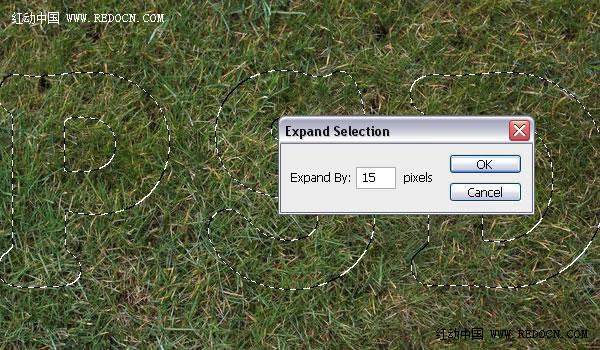 红动中国 WWW.REDOCN.COM
Expand Selection
Expand By: 15 pixels
OK
Cancel
红动中国 WWW.REDOCN.COM